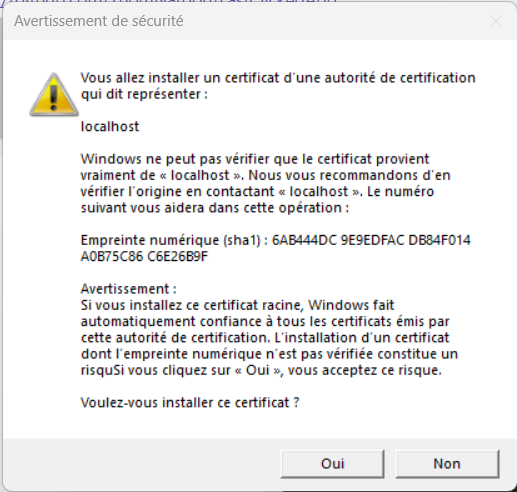 Avertissement de sécurité
Vous allez installer un certificat d'une autorité de certification
qui dit représenter :
localhost
Windows ne peut pas vérifier que le certificat provient
vraiment de « localhost ». Nous vous recommandons d'en
vérifier l'origine en contactant « localhost ». Le numéro
suivant vous aidera dans cette opération :
Empreinte numérique (sha1) : 6AB444DC 9E9EDFAC DB84F014
A0B75C86 C6E26B9F
Avertissement :
Si vous installez ce certificat racine, Windows fait
automatiquement confiance à tous les certificats émis par
cette autorité de certification. L'installation d'un certificat
dont l'empreinte numérique n'est pas vérifiée constitue un
risquSi vous cliquez sur « Oui », vous acceptez ce risque.
Voulez-vous installer ce certificat ?
Oui
Non